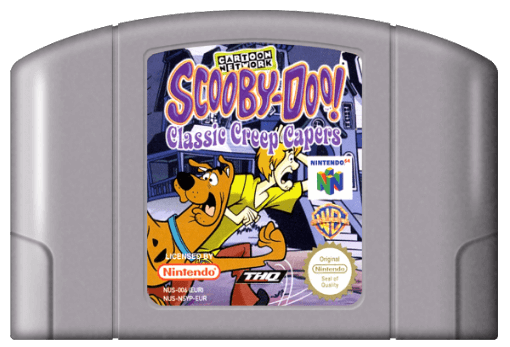 CARTOON
NETWORK
SCOOBY-DOO!
Classic Creep Capers
NINTENDO 64
N
WB
LICENSED BY
Nintendo
THQ
NUS-006 (EUR)
NUS-NSYP-EUR
Original
Nintendo
Seal of
Quality